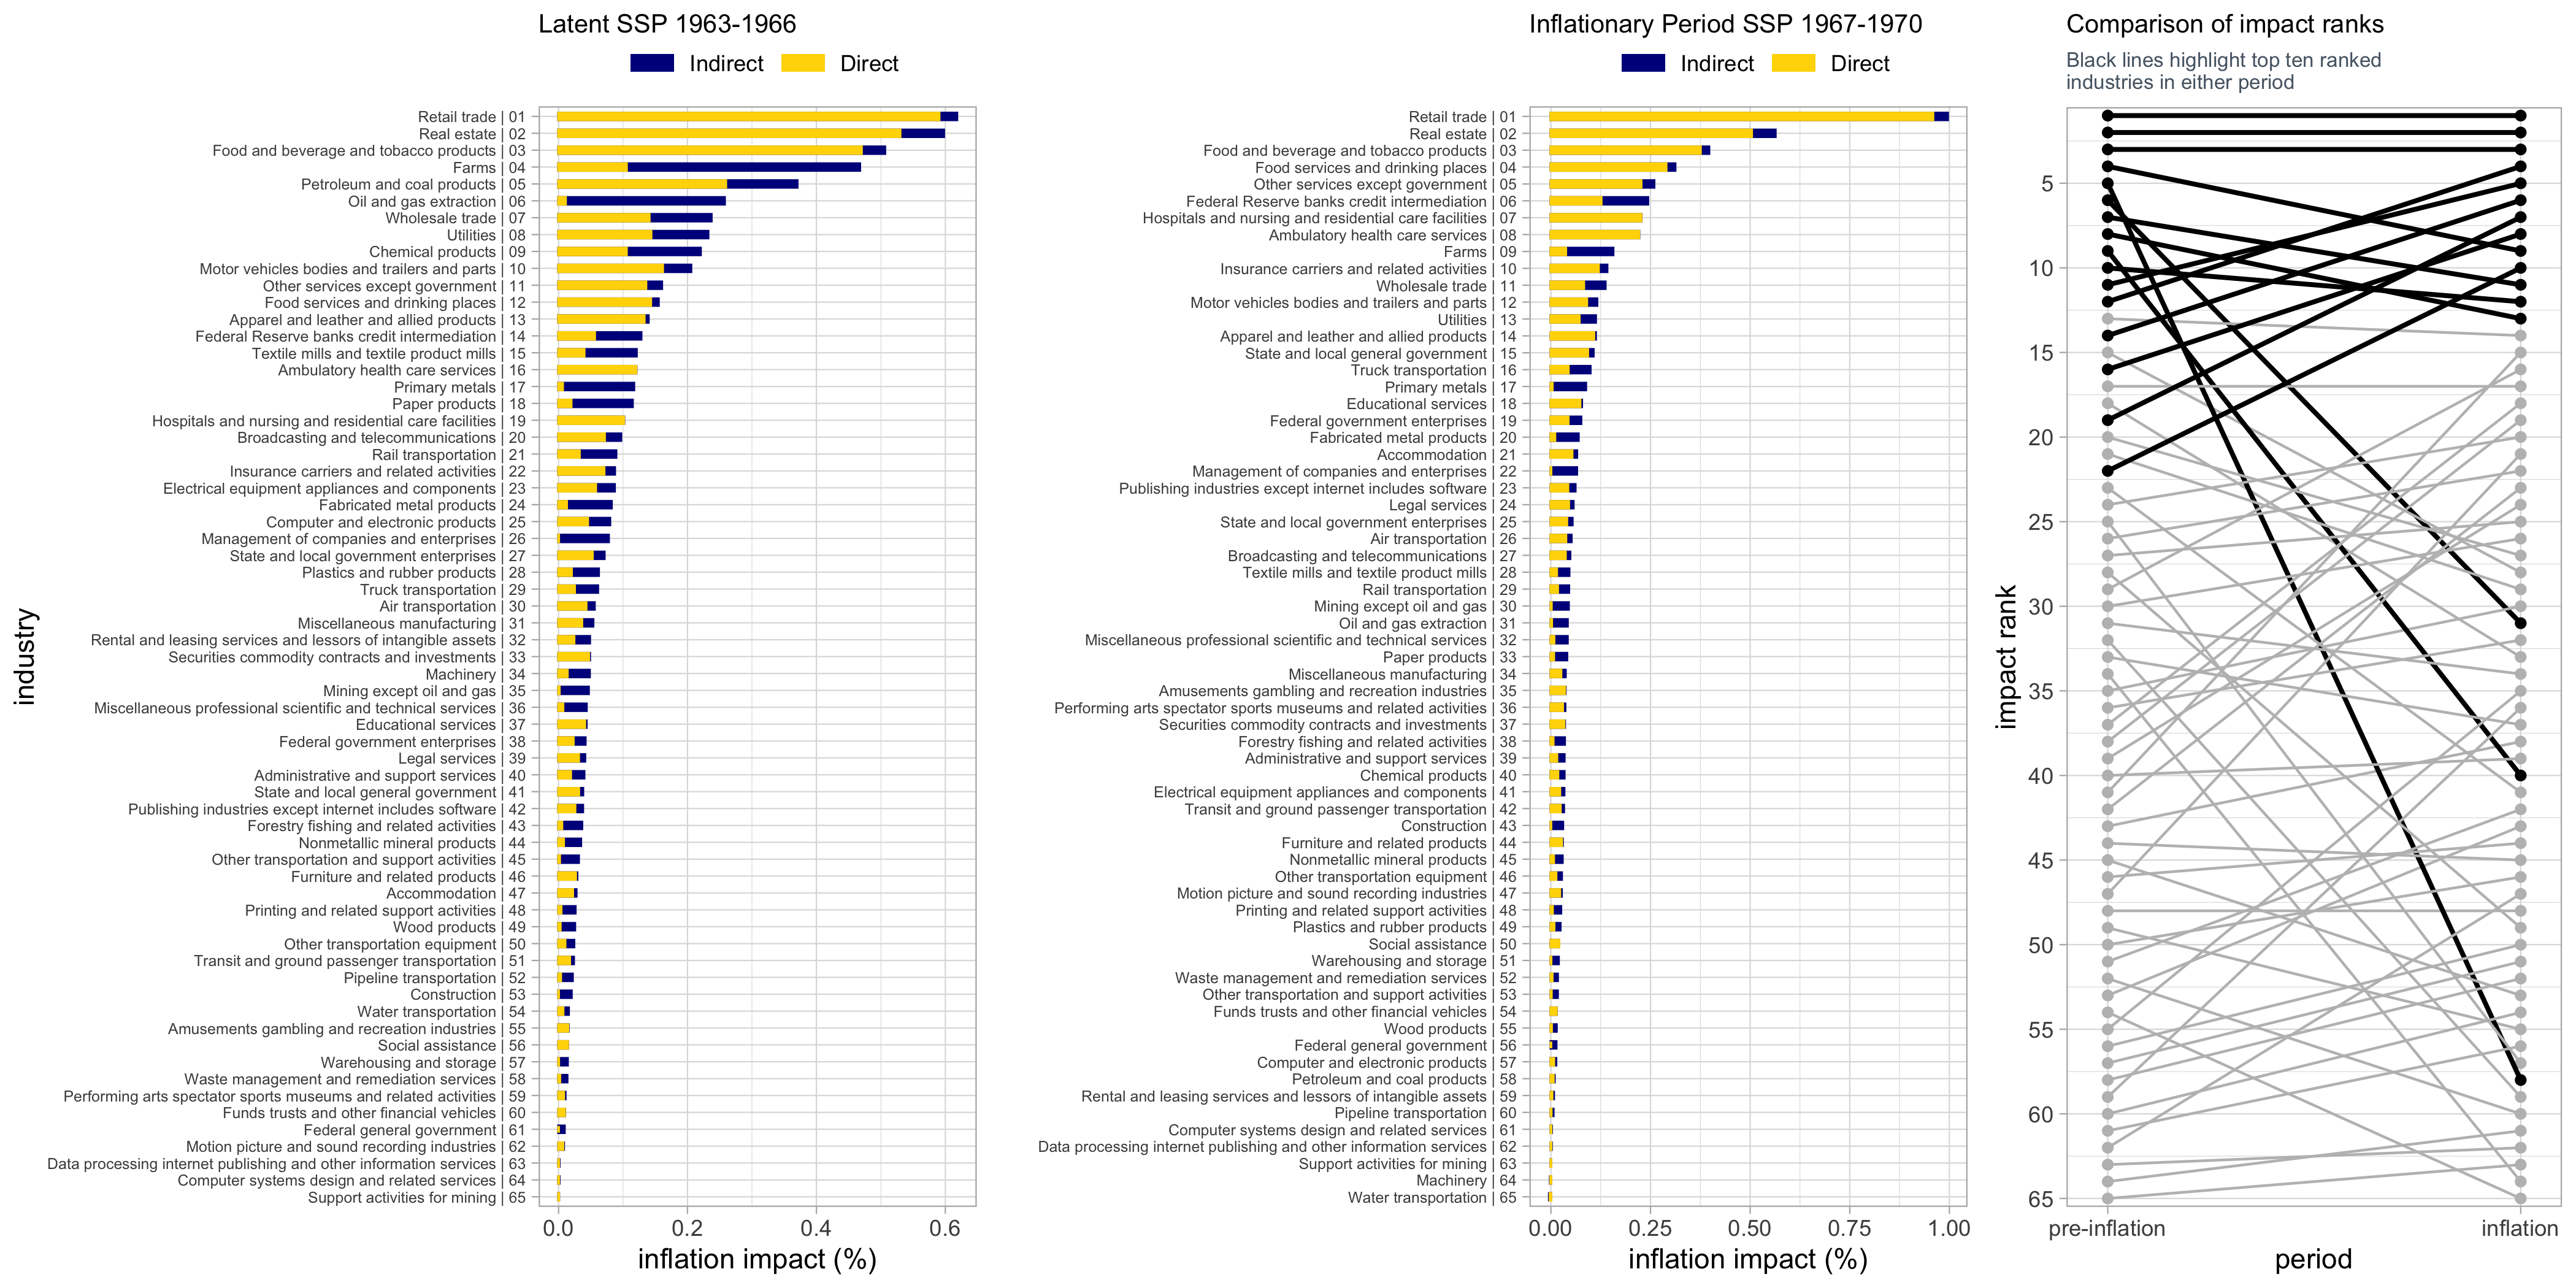 Latent SSP 1963-1966
Indirect
Direct
Retail trade | 01
Real estate | 02
Food and beverage and tobacco products | 03
Farms | 04
Petroleum and coal products | 05
Oil and gas extraction | 06
Wholesale trade | 07
Utilities | 08
Chemical products | 09
Motor vehicles bodies and trailers and parts | 10
Other services except government | 11
Food services and drinking places | 12
Apparel and leather and allied products | 13
Federal Reserve banks credit intermediation | 14
Textile mills and textile product mills | 15
Ambulatory health care services | 16
Primary metals | 17
Paper products | 18
Hospitals and nursing and residential care facilities | 19
Broadcasting and telecommunications | 20
Rail transportation | 21
Insurance carriers and related activities | 22
Electrical equipment appliances and components | 23
Fabricated metal products | 24
Computer and electronic products | 25
Management of companies and enterprises | 26
State and local government enterprises | 27
Plastics and rubber products | 28
Truck transportation | 29
Air transportation | 30
Miscellaneous manufacturing | 31
Rental and leasing services and lessors of intangible assets | 32
Securities commodity contracts and investments | 33
Machinery | 34
Mining except oil and gas | 35
Miscellaneous professional scientific and technical services | 36
Educational services | 37
Federal government enterprises | 38
Legal services | 39
Administrative and support services | 40
State and local general government | 41
Publishing industries except internet includes software | 42
Forestry fishing and related activities | 43
Nonmetallic mineral products | 44
Other transportation and support activities | 45
Furniture and related products | 46
Accommodation | 47
Printing and related support activities | 48
Wood products | 49
Other transportation equipment | 50
Transit and ground passenger transportation | 51
Pipeline transportation | 52
Construction | 53
Water transportation | 54
Amusements gambling and recreation industries | 55
Social assistance | 56
Warehousing and storage | 57
Waste management and remediation services | 58
Performing arts spectator sports museums and related activities | 59
Funds trusts and other financial vehicles | 60
Federal general government | 61
Motion picture and sound recording industries | 62
Data processing internet publishing and other information services | 63
Computer systems design and related services | 64
Support activities for mining | 65
0.0 0.2 0.4 0.6
inflation impact (%)
industry
Inflationary Period SSP 1967-1970
Indirect
Direct
Retail trade | 01
Real estate | 02
Food and beverage and tobacco products | 03
Food services and drinking places | 04
Other services except government | 05
Federal Reserve banks credit intermediation | 06
Hospitals and nursing and residential care facilities | 07
Ambulatory health care services | 08
Farms | 09
Insurance carriers and related activities | 10
Wholesale trade | 11
Motor vehicles bodies and trailers and parts | 12
Utilities | 13
Apparel and leather and allied products | 14
State and local general government | 15
Truck transportation | 16
Primary metals | 17
Educational services | 18
Federal government enterprises | 19
Fabricated metal products | 20
Accommodation | 21
Management of companies and enterprises | 22
Publishing industries except internet includes software | 23
Legal services | 24
State and local government enterprises | 25
Air transportation | 26
Broadcasting and telecommunications | 27
Textile mills and textile product mills | 28
Rail transportation | 29
Mining except oil and gas | 30
Oil and gas extraction | 31
Miscellaneous professional scientific and technical services | 32
Paper products | 33
Miscellaneous manufacturing | 34
Amusements gambling and recreation industries | 35
Performing arts spectator sports museums and related activities | 36
Securities commodity contracts and investments | 37
Forestry fishing and related activities | 38
Administrative and support services | 39
Chemical products | 40
Electrical equipment appliances and components | 41
Transit and ground passenger transportation | 42
Construction | 43
Furniture and related products | 44
Nonmetallic mineral products | 45
Other transportation equipment | 46
Motion picture and sound recording industries | 47
Printing and related support activities | 48
Plastics and rubber products | 49
Social assistance | 50
Warehousing and storage | 51
Waste management and remediation services | 52
Other transportation and support activities | 53
Funds trusts and other financial vehicles | 54
Wood products | 55
Federal general government | 56
Computer and electronic products | 57
Petroleum and coal products | 58
Rental and leasing services and lessors of intangible assets | 59
Pipeline transportation | 60
Computer systems design and related services | 61
Data processing internet publishing and other information services | 62
Support activities for mining | 63
Machinery | 64
Water transportation | 65
0.00 0.25 0.50 0.75 1.00
inflation impact (%)
Comparison of impact ranks
Black lines highlight top ten ranked
industries in either period
5
10
15
20
25
30
35
40
45
50
55
60
65
impact rank
pre-inflation inflation
period